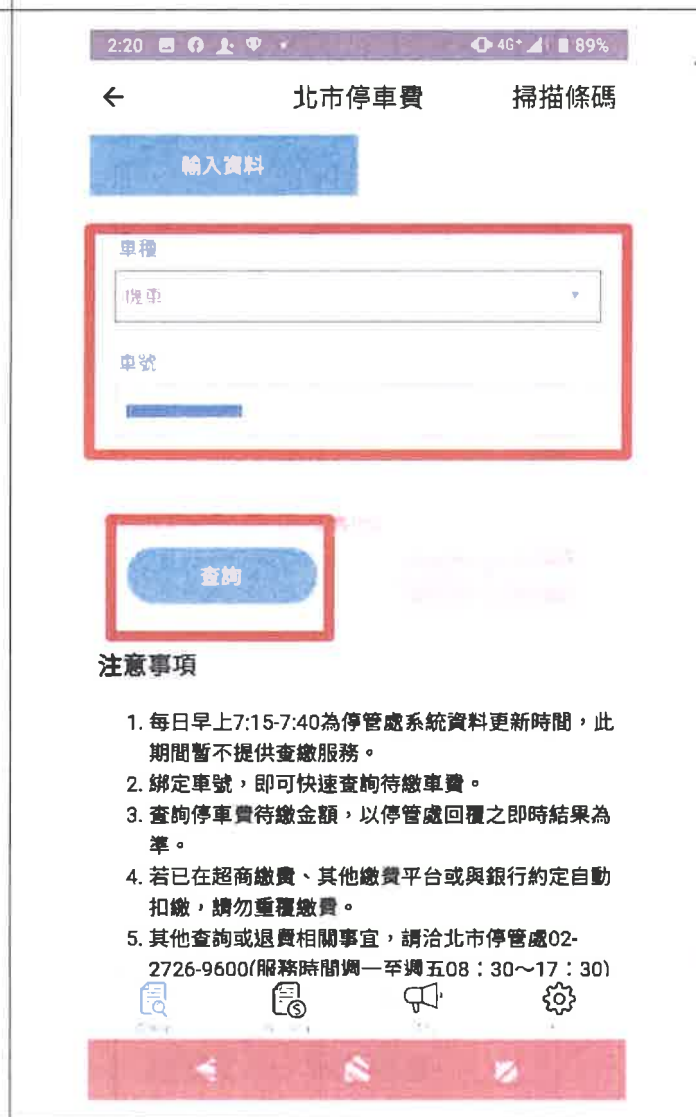 2:20 4G+ 89%
← 北市停車費 掃描條碼
輸入資料
車種
機車
車號
查詢
注意事項
1. 每日早上7:15-7:40為停管處系統資料更新時間，此
期間暫不提供查繳服務。
2. 綁定車號，即可快速查詢待繳車費。
3. 查詢停車費待繳金額，以停管處回覆之即時結果為
準。
4. 若已在超商繳費、其他繳費平台或與銀行約定自動
扣繳，請勿重覆繳費。
5. 其他查詢或退費相關事宜，請洽北市停管處02-
2726-9600(服務時間週一至週五08：30～17：30)